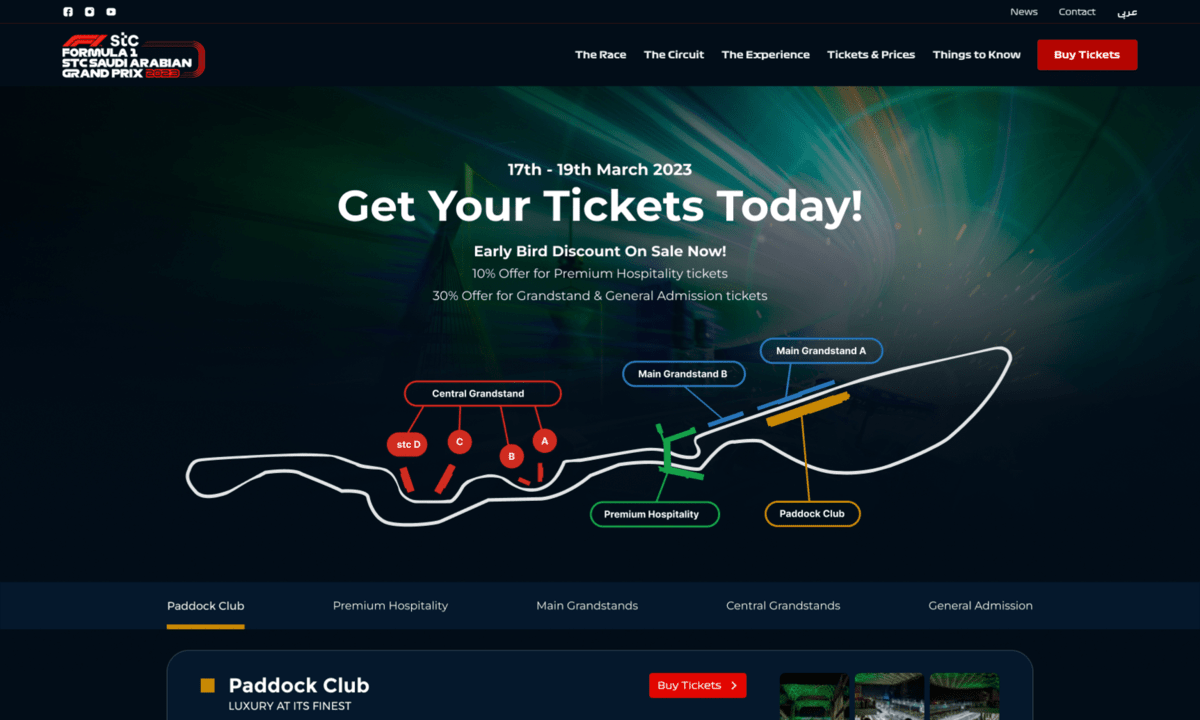 News
Contact
عربي
stc
FORMULA 1
STC SAUDI ARABIAN
GRAND PRIX 2023
The Race
The Circuit
The Experience
Tickets & Prices
Things to Know
Buy Tickets
17th - 19th March 2023
Get Your Tickets Today!
Early Bird Discount On Sale Now!
10% Offer for Premium Hospitality tickets
30% Offer for Grandstand & General Admission tickets
Main Grandstand A
Main Grandstand B
Central Grandstand
stc D
C
B
A
Premium Hospitality
Paddock Club
Paddock Club
Premium Hospitality
Main Grandstands
Central Grandstands
General Admission
Paddock Club
LUXURY AT ITS FINEST
Buy Tickets